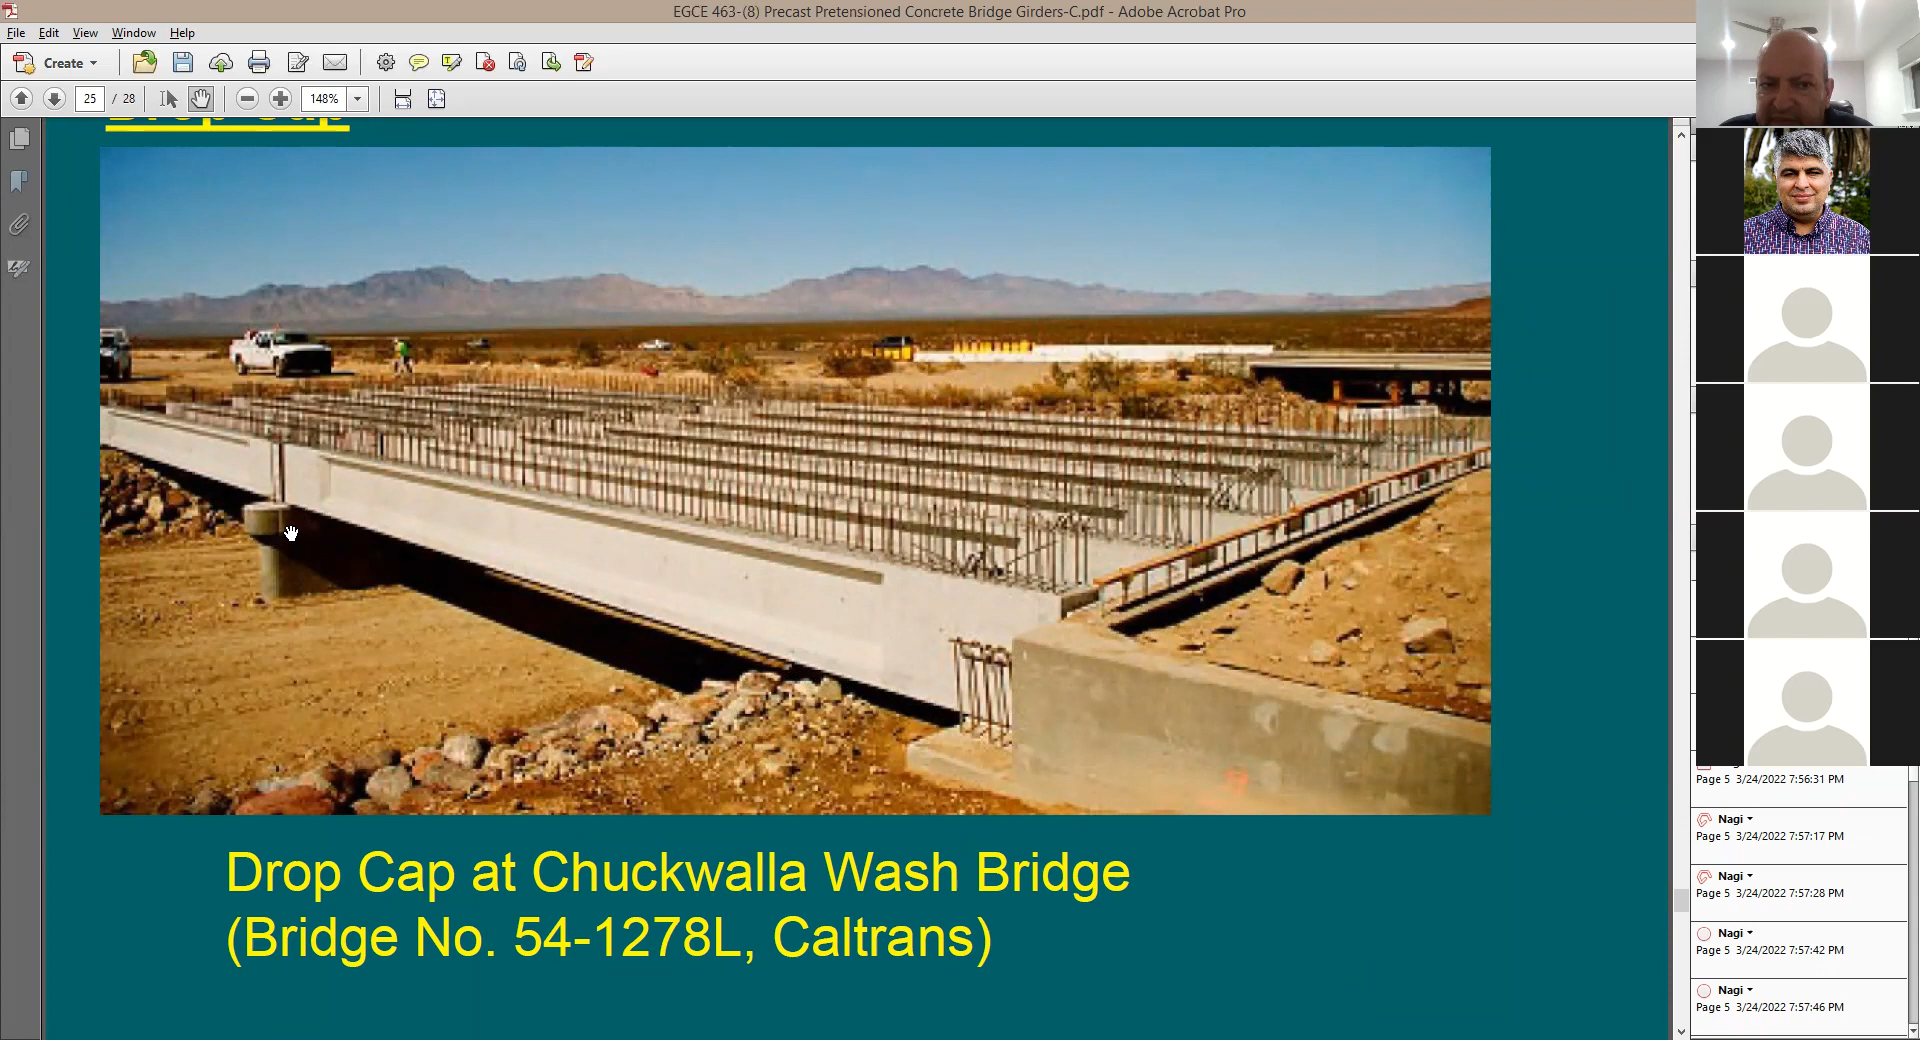 EGCE 463-(8) Precast Pretensioned Concrete Bridge Girders-C.pdf - Adobe Acrobat Pro
File Edit View Window Help
Create
25 / 28 148%
Drop Cap
Drop Cap at Chuckwalla Wash Bridge
(Bridge No. 54-1278L, Caltrans)
Page 5 3/24/2022 7:56:31 PM
Nagi
Page 5 3/24/2022 7:57:17 PM
Nagi
Page 5 3/24/2022 7:57:28 PM
Nagi
Page 5 3/24/2022 7:57:42 PM
Nagi
Page 5 3/24/2022 7:57:46 PM